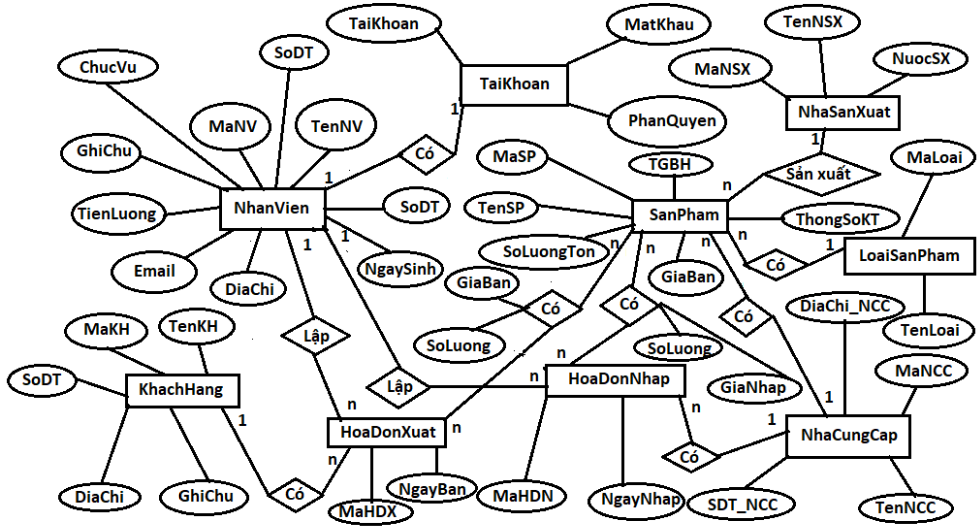 TenNSX
TaiKhoan
MatKhau
SoDT
NuocSX
ChucVu
MaNSX
TaiKhoan
NhaSanXuat
1
MaNV
TenNV
PhanQuyen
1
GhiChu
Có
MaSP
TGBH
MaLoai
Sản xuất
1
n
TienLuong
NhanVien
SoDT
TenSP
SanPham
ThongSoKT
1
1
n
n
n
n
1
SoLuongTon
LoaiSanPham
Email
NgaySinh
Có
DiaChi
GiaBan
GiaBan
Có
Có
Có
DiaChi_NCC
MaKH
TenKH
Lập
SoLuong
SoLuong
TenLoai
n
SoDT
KhachHang
Lập
n
HoaDonNhap
GiaNhap
MaNCC
1
n
n
1
1
HoaDonXuat
n
NhaCungCap
n
n
Có
DiaChi
GhiChu
Có
NgayBan
MaHDX
MaHDN
NgayNhap
SDT_NCC
TenNCC